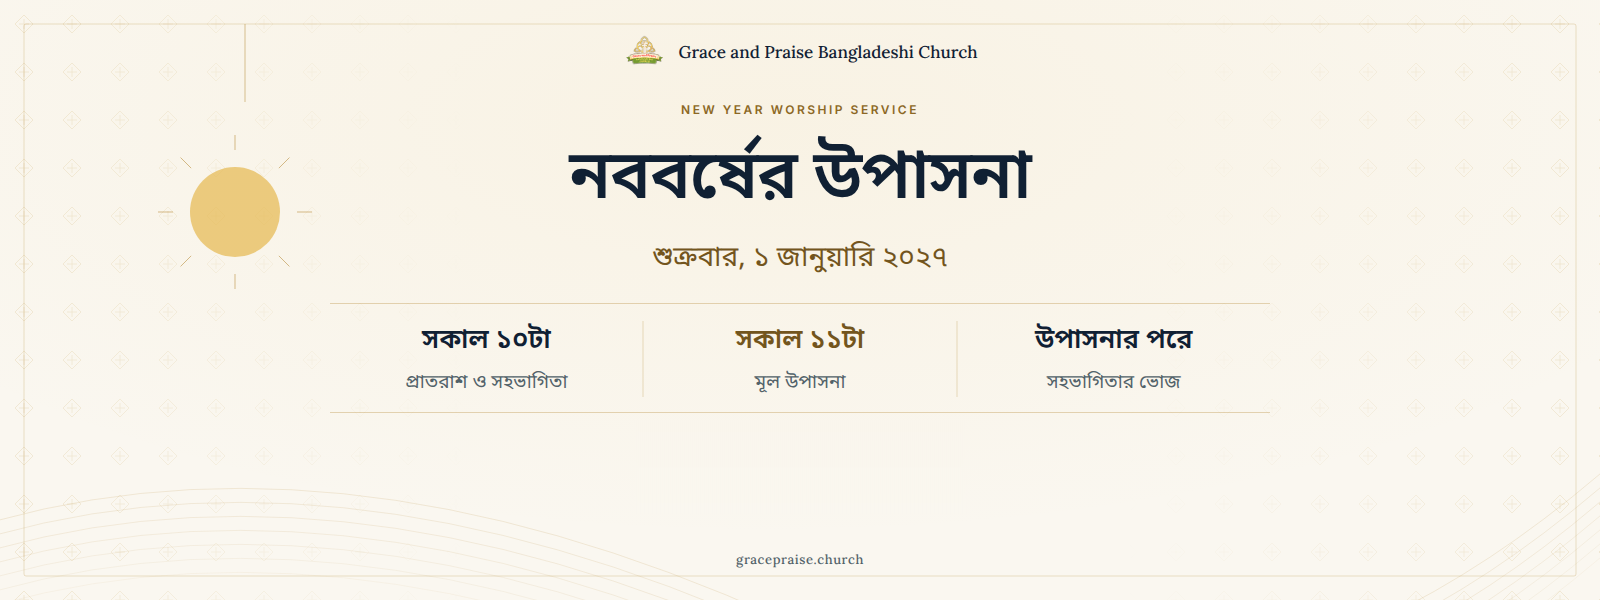 Grace and Praise Bangladeshi Church
NEW YEAR WORSHIP SERVICE
নববর্ষের উপাসনা
শুক্রবার, ১ জানুয়ারি ২০২৭
সকাল ১০টা
প্রাতরাশ ও সহভাগিতা
সকাল ১১টা
মূল উপাসনা
উপাসনার পরে
সহভাগিতার ভোজ
gracepraise.church